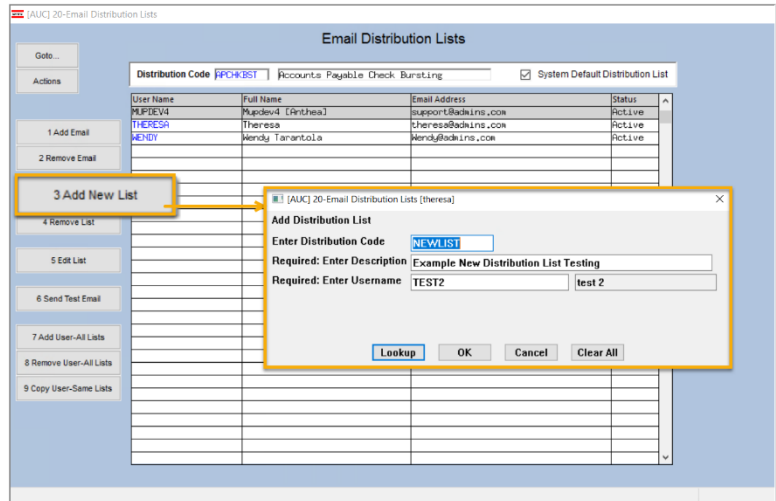 [AUC] 20-Email Distribution Lists
Email Distribution Lists
Goto...
Actions
Distribution Code APCHKBST Accounts Payable Check Bursting System Default Distribution List
User Name Full Name Email Address Status
MUPDEV4 Mupdev4 [Anthea] support@admins.com Active
THERESA Theresa theresa@admins.com Active
WENDY Wendy Tarantola Wendy@admins.com Active
1 Add Email
2 Remove Email
3 Add New List
4 Remove List
5 Edit List
6 Send Test Email
7 Add User-All Lists
8 Remove User-All Lists
9 Copy User-Same Lists
[AUC] 20-Email Distribution Lists [theresa]
Add Distribution List
Enter Distribution Code NEWLIST
Required: Enter Description Example New Distribution List Testing
Required: Enter Username TEST2 test 2
Lookup OK Cancel Clear All